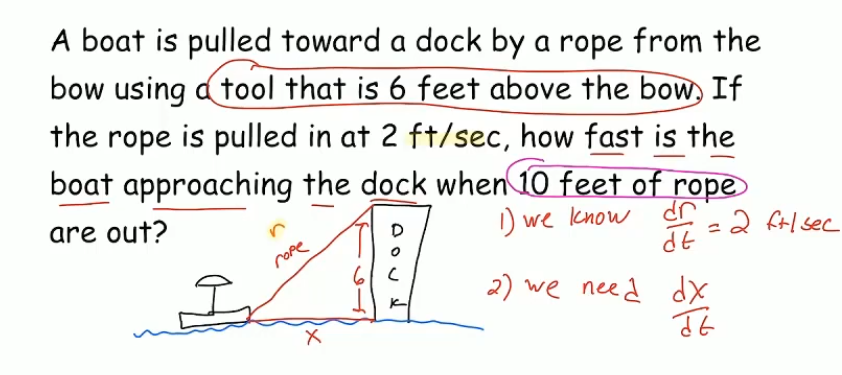 A boat is pulled toward a dock by a rope from the
bow using a tool that is 6 feet above the bow. If
the rope is pulled in at 2 ft/sec, how fast is the
boat approaching the dock when 10 feet of rope
are out?
1) we know dr/dt = 2 ft/sec
2) we need dx/dt
r
rope
6
DOCK
x